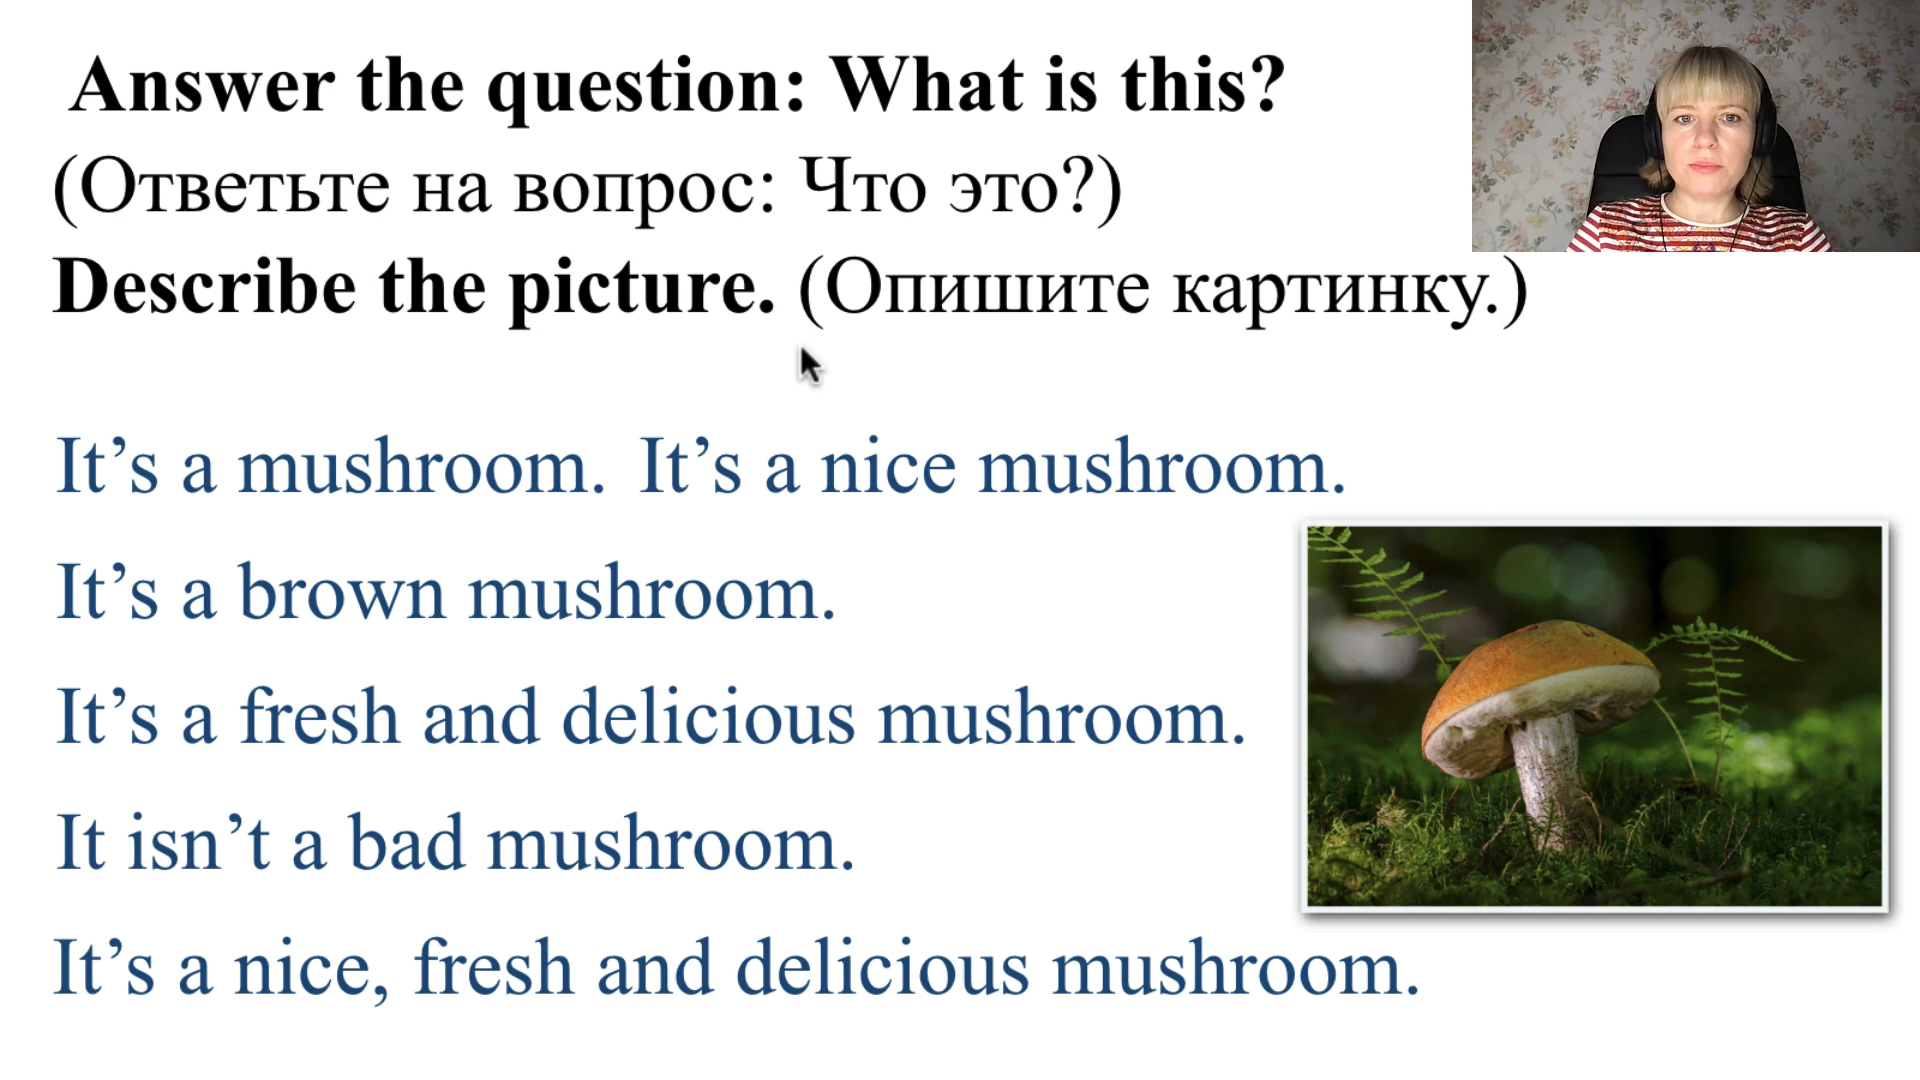 Answer the question: What is this?
(Ответьте на вопрос: Что это?)
Describe the picture. (Опишите картинку.)
It’s a mushroom. It’s a nice mushroom.
It’s a brown mushroom.
It’s a fresh and delicious mushroom.
It isn’t a bad mushroom.
It’s a nice, fresh and delicious mushroom.